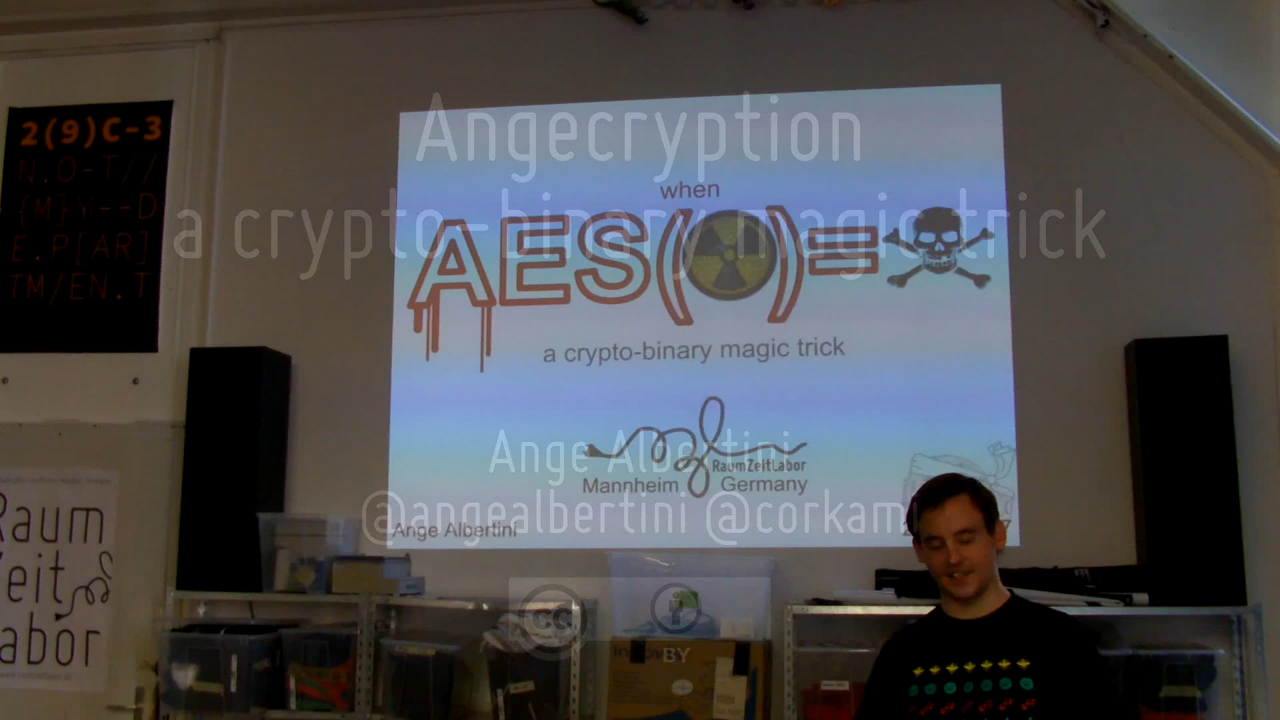 2(9)C-3
N.O-T//
{M}Y--D
E.P[AR]
TM/EN.T
Angecryption
a crypto-binary magic trick
when
AES()=
a crypto-binary magic trick
RaumZeitLabor
Mannheim Germany
Ange Albertini
Ange Albertini
@angealbertini @corkami
cc
BY
Raum
Zeit
Labor